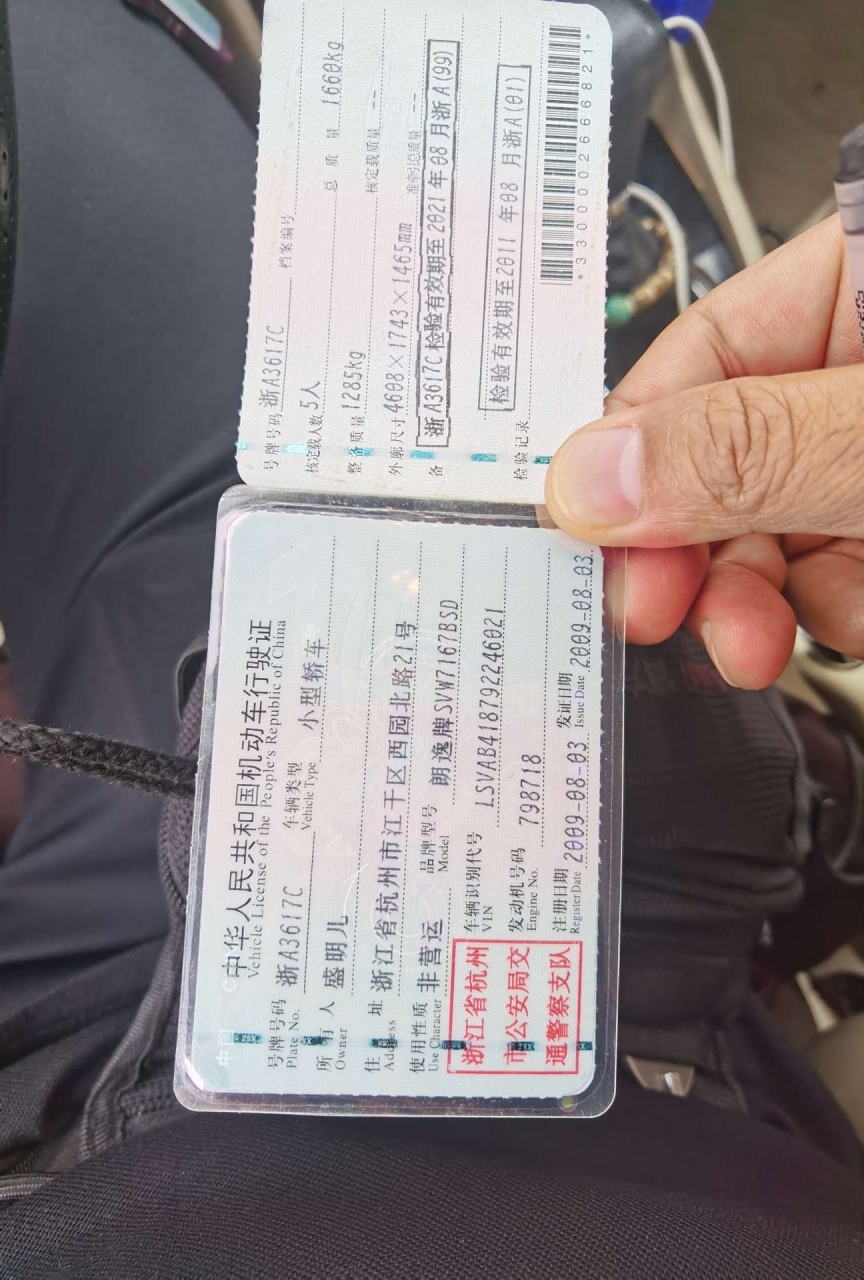 中华人民共和国机动车行驶证
Vehicle License of the People's Republic of China
号牌号码 浙A3617C 车辆类型 小型轿车
Plate No. Vehicle Type
所有人 盛明儿
Owner
住址 浙江省杭州市江干区西园北路21号
Address
使用性质 非营运 品牌型号 朗逸牌SVW7167BSD
Use Character Model
浙江省杭州
市公安局交
通警察支队
车辆识别代号 LSVAB418792246021
VIN
发动机号码 798718
Engine No.
注册日期 2009-08-03 发证日期 2009-08-03
Register Date Issue Date
号牌号码 浙A3617C 档案编号
核定载人数 5人 总质量 1660kg
整备质量 1285kg 核定载质量 --
外廓尺寸 4608×1743×1465mm 准牵引总质量 --
备 浙A3617C 检验有效期至2021年08月浙A(99)
检验有效期至2011年08月浙A(01)
检验记录
*3300002666821*